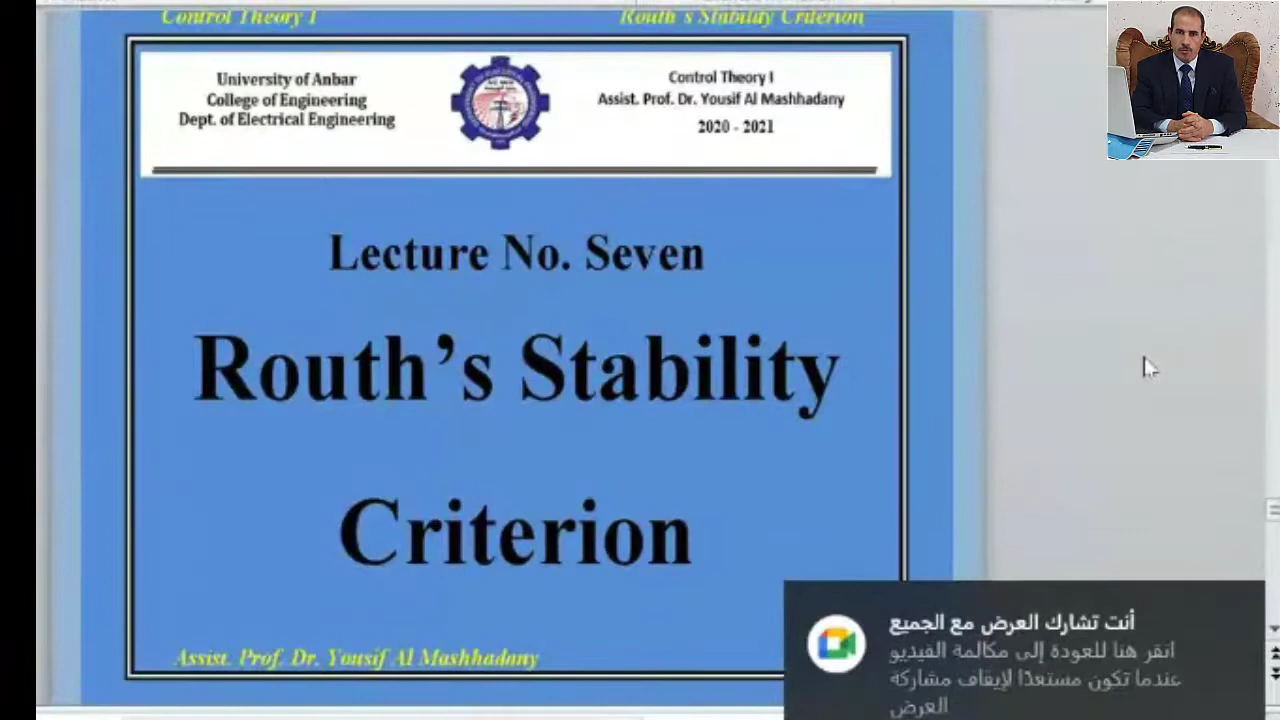 Control Theory I
Routh's Stability Criterion
University of Anbar
College of Engineering
Dept. of Electrical Engineering
Control Theory I
Assist. Prof. Dr. Yousif Al Mashhadany
2020 - 2021
Lecture No. Seven
Routh's Stability
Criterion
Assist. Prof. Dr. Yousif Al Mashhadany
أنت تشارك العرض مع الجميع
انقر هنا للعودة إلى مكالمة الفيديو
عندما تكون مستعدًا لإيقاف مشاركة
العرض